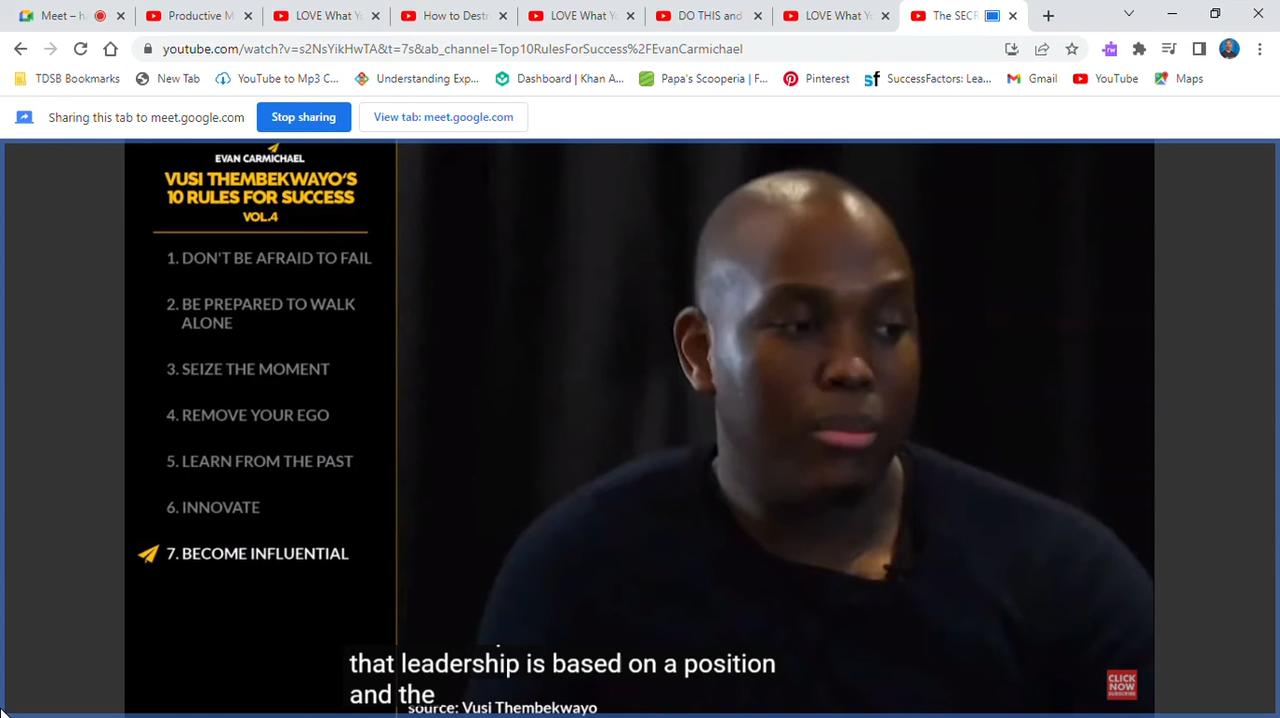 Meet – h
Productive M
LOVE What Yo
How to Destr
LOVE What Yo
DO THIS and
LOVE What Yo
The SECR
youtube.com/watch?v=s2NsYikHwTA&t=7s&ab_channel=Top10RulesForSuccess%2FEvanCarmichael
TDSB Bookmarks
New Tab
YouTube to Mp3 C...
Understanding Exp...
Dashboard | Khan A...
Papa's Scooperia | F...
Pinterest
SuccessFactors: Lea...
Gmail
YouTube
Maps
Sharing this tab to meet.google.com
Stop sharing
View tab: meet.google.com
EVAN CARMICHAEL
VUSI THEMBEKWAYO'S
10 RULES FOR SUCCESS
VOL.4
1. DON'T BE AFRAID TO FAIL
2. BE PREPARED TO WALK
ALONE
3. SEIZE THE MOMENT
4. REMOVE YOUR EGO
5. LEARN FROM THE PAST
6. INNOVATE
7. BECOME INFLUENTIAL
that leadership is based on a position
and the
source: Vusi Thembekwayo
CLICK
NOW
SUBSCRIBE